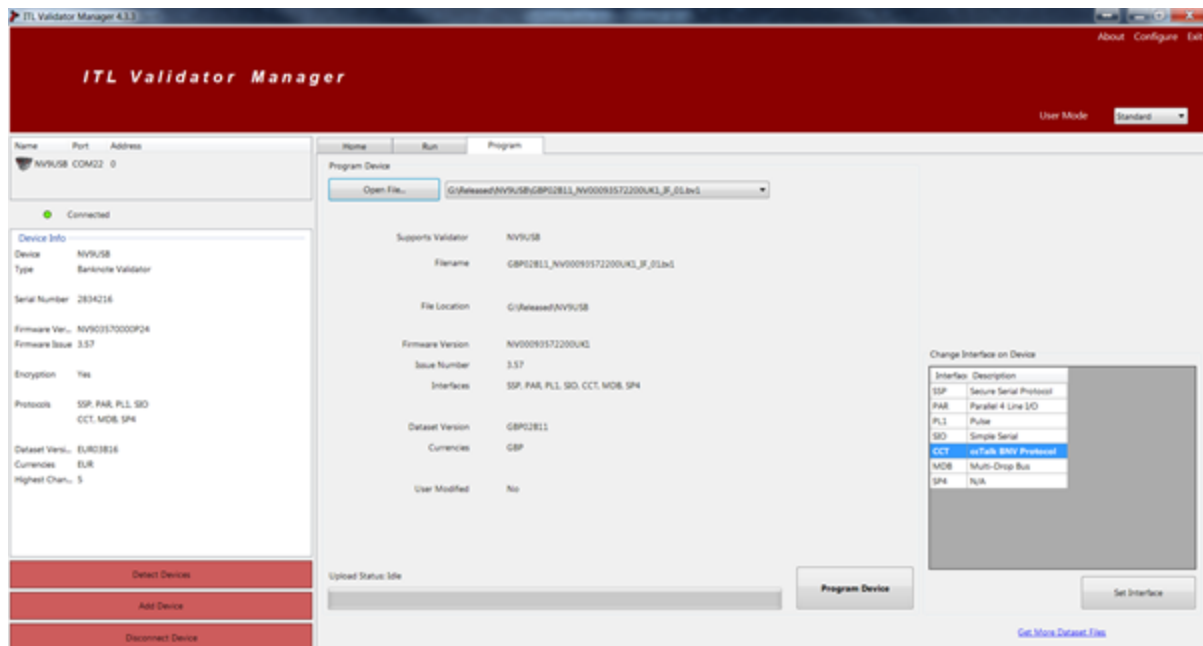 ITL Validator Manager 4.3.3
About Configure Exit
ITL Validator Manager
User Mode Standard
Name Port Address
NV9USB COM22 0
Connected
Device Info
Device NV9USB
Type Banknote Validator
Serial Number 2834216
Firmware Ver... NV903570000P24
Firmware Issue 3.57
Encryption Yes
Protocols SSP, PAR, PL1, SIO
CCT, MDB, SP4
Dataset Versi... EUR03816
Currencies EUR
Highest Chan... 5
Detect Devices
Add Device
Disconnect Device
Home Run Program
Program Device
Open File... G:\Released\NV9USB\GBP02811_NV00093572200UK1_IF_01.bv1
Supports Validator NV9USB
Filename GBP02811_NV00093572200UK1_IF_01.bv1
File Location G:\Released\NV9USB
Firmware Version NV00093572200UK1
Issue Number 3.57
Interfaces SSP, PAR, PL1, SIO, CCT, MDB, SP4
Dataset Version GBP02811
Currencies GBP
User Modified No
Upload Status: Idle
Program Device
Change Interface on Device
Interface Description
SSP Secure Serial Protocol
PAR Parallel 4 Line I/O
PL1 Pulse
SIO Simple Serial
CCT ccTalk BNV Protocol
MDB Multi-Drop Bus
SP4 N/A
Set Interface
Get More Dataset Files